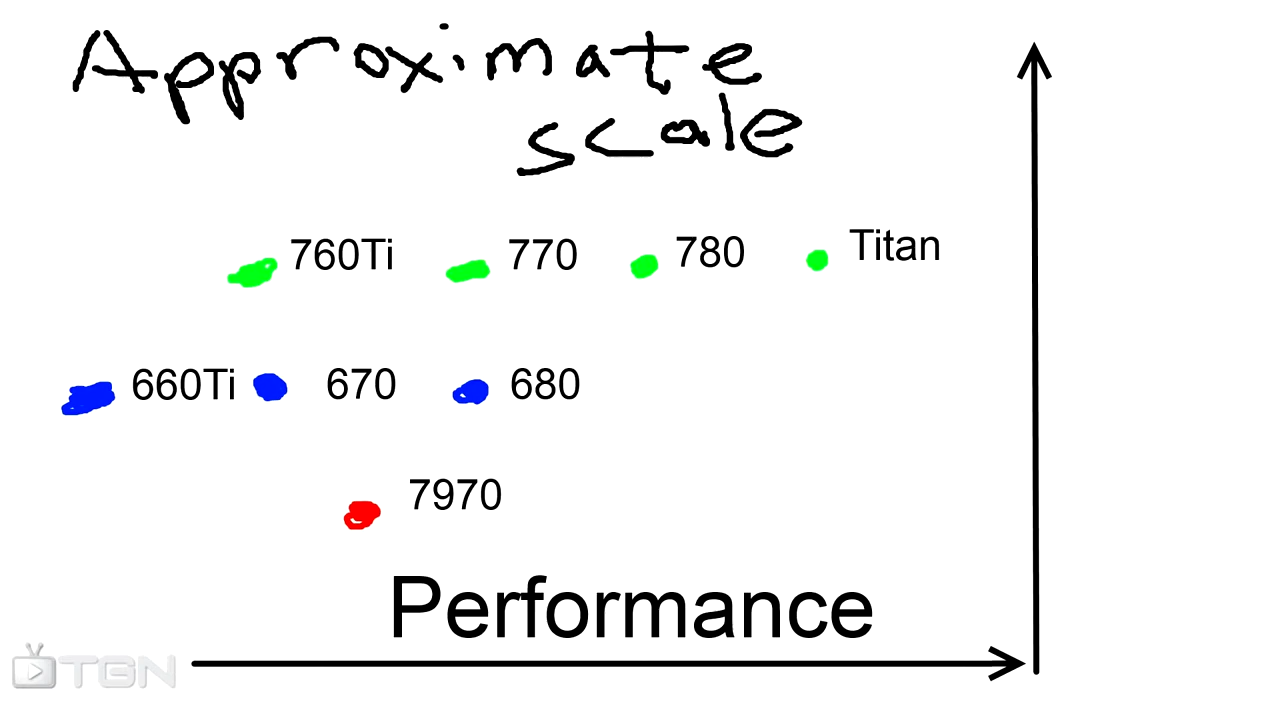 Approximate
scale
760Ti 770 780 Titan
660Ti 670 680
7970
Performance
TGN